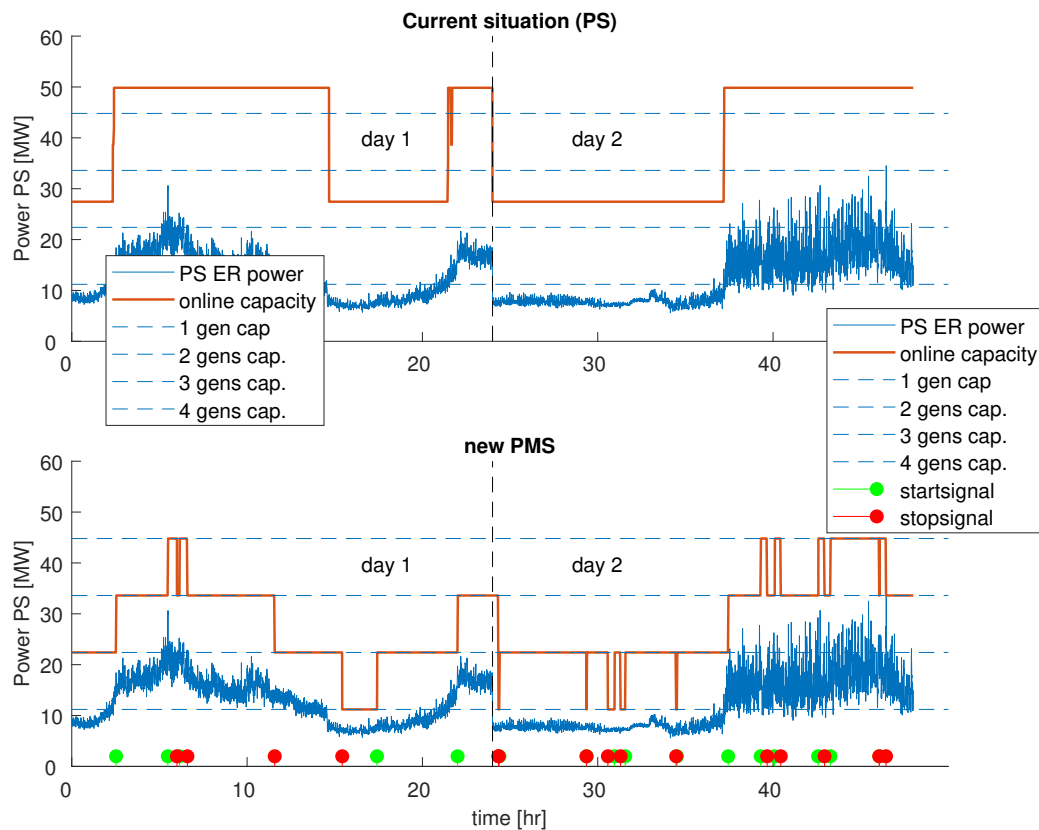 Current situation (PS)
60
50
40
30
20
10
0
Power PS [MW]
day 1
day 2
PS ER power
online capacity
1 gen cap
2 gens cap.
3 gens cap.
4 gens cap.
0
20
30
40
PS ER power
online capacity
1 gen cap
2 gens cap.
3 gens cap.
4 gens cap.
startsignal
stopsignal
new PMS
60
50
40
30
20
10
0
Power PS [MW]
day 1
day 2
0
10
20
30
40
time [hr]